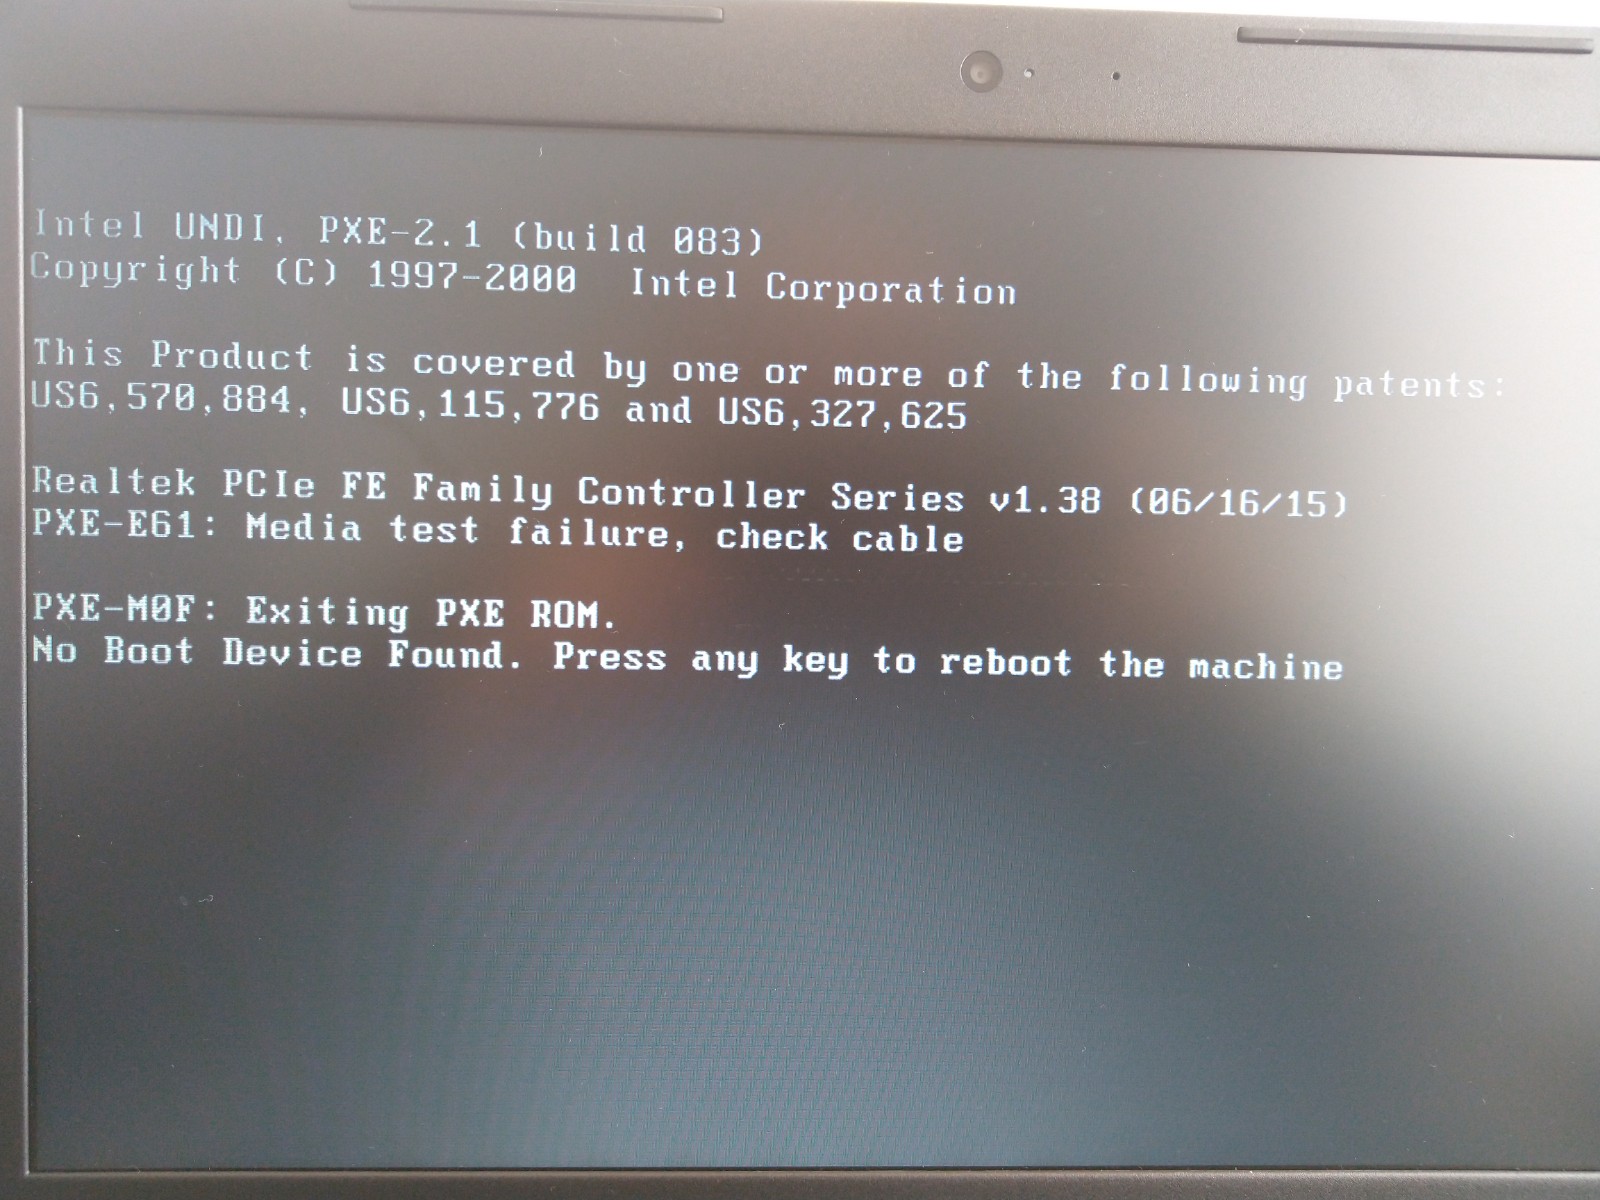 Intel UNDI, PXE-2.1 (build 083)
Copyright (C) 1997-2000  Intel Corporation
This Product is covered by one or more of the following patents:
US6,570,884, US6,115,776 and US6,327,625
Realtek PCIe FE Family Controller Series v1.38 (06/16/15)
PXE-E61: Media test failure, check cable
PXE-M0F: Exiting PXE ROM.
No Boot Device Found. Press any key to reboot the machine